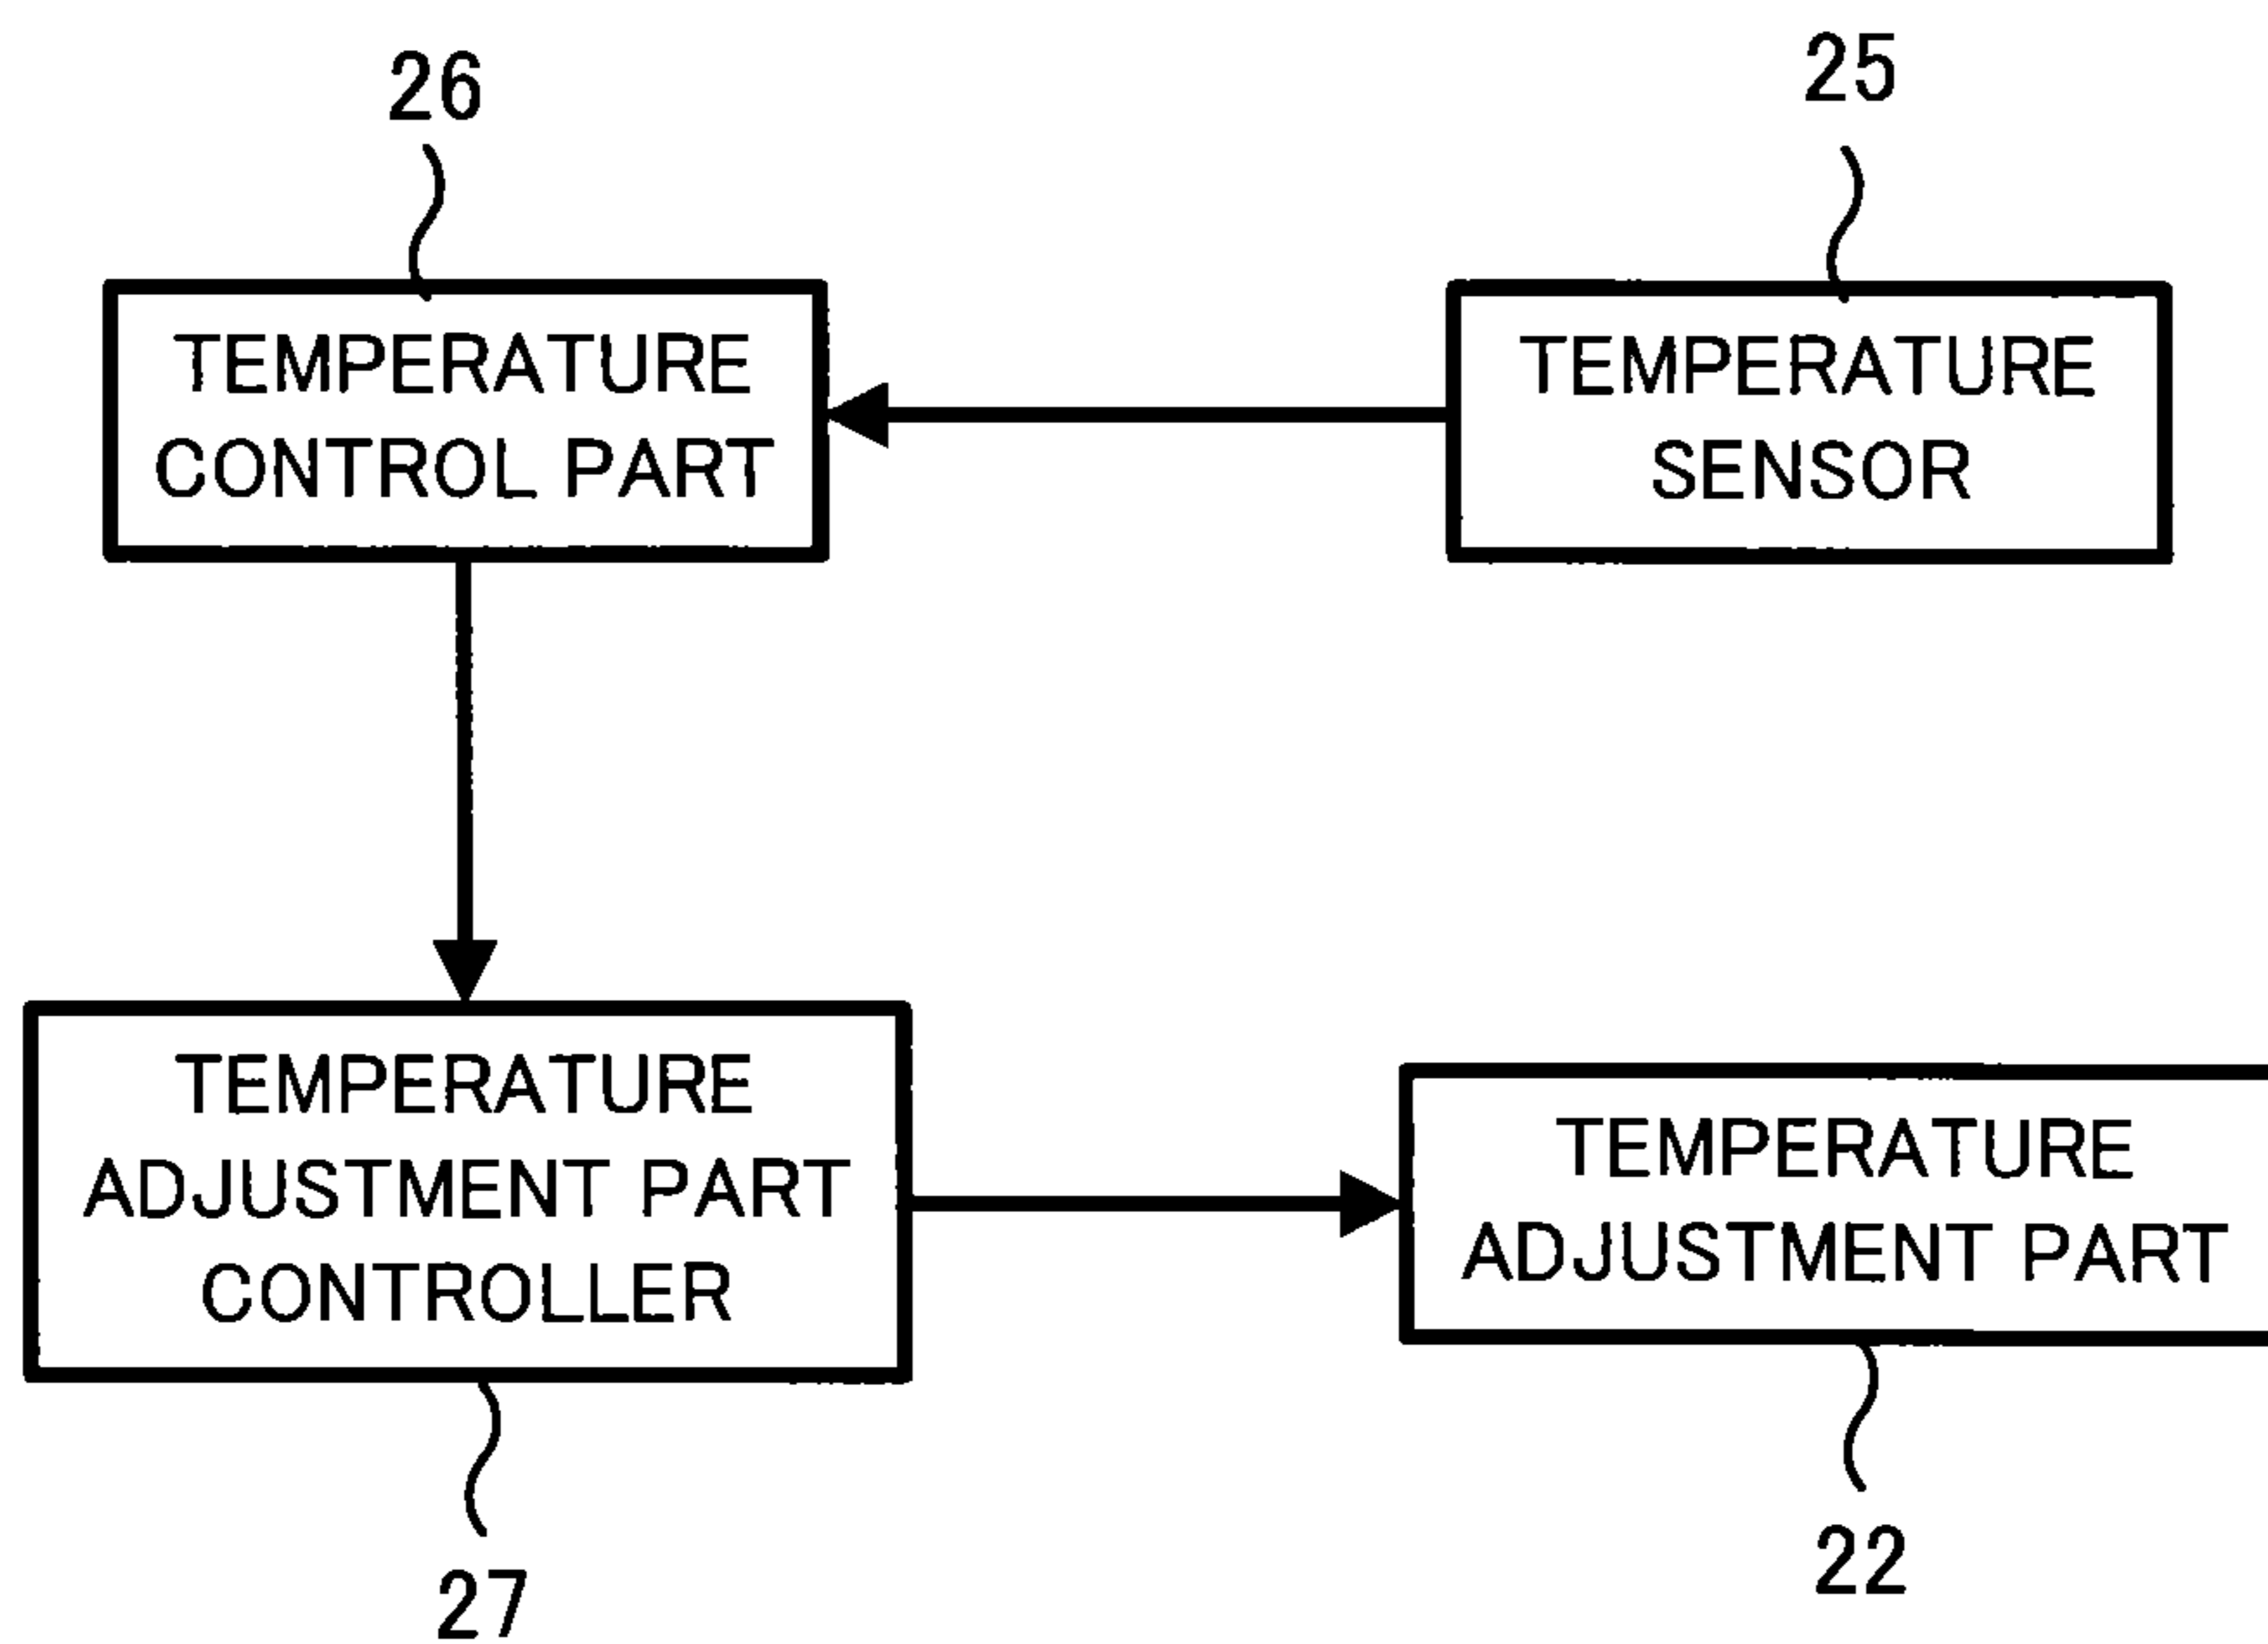 26
25
TEMPERATURE
CONTROL PART
TEMPERATURE
SENSOR
TEMPERATURE
ADJUSTMENT PART
CONTROLLER
TEMPERATURE
ADJUSTMENT PART
27
22